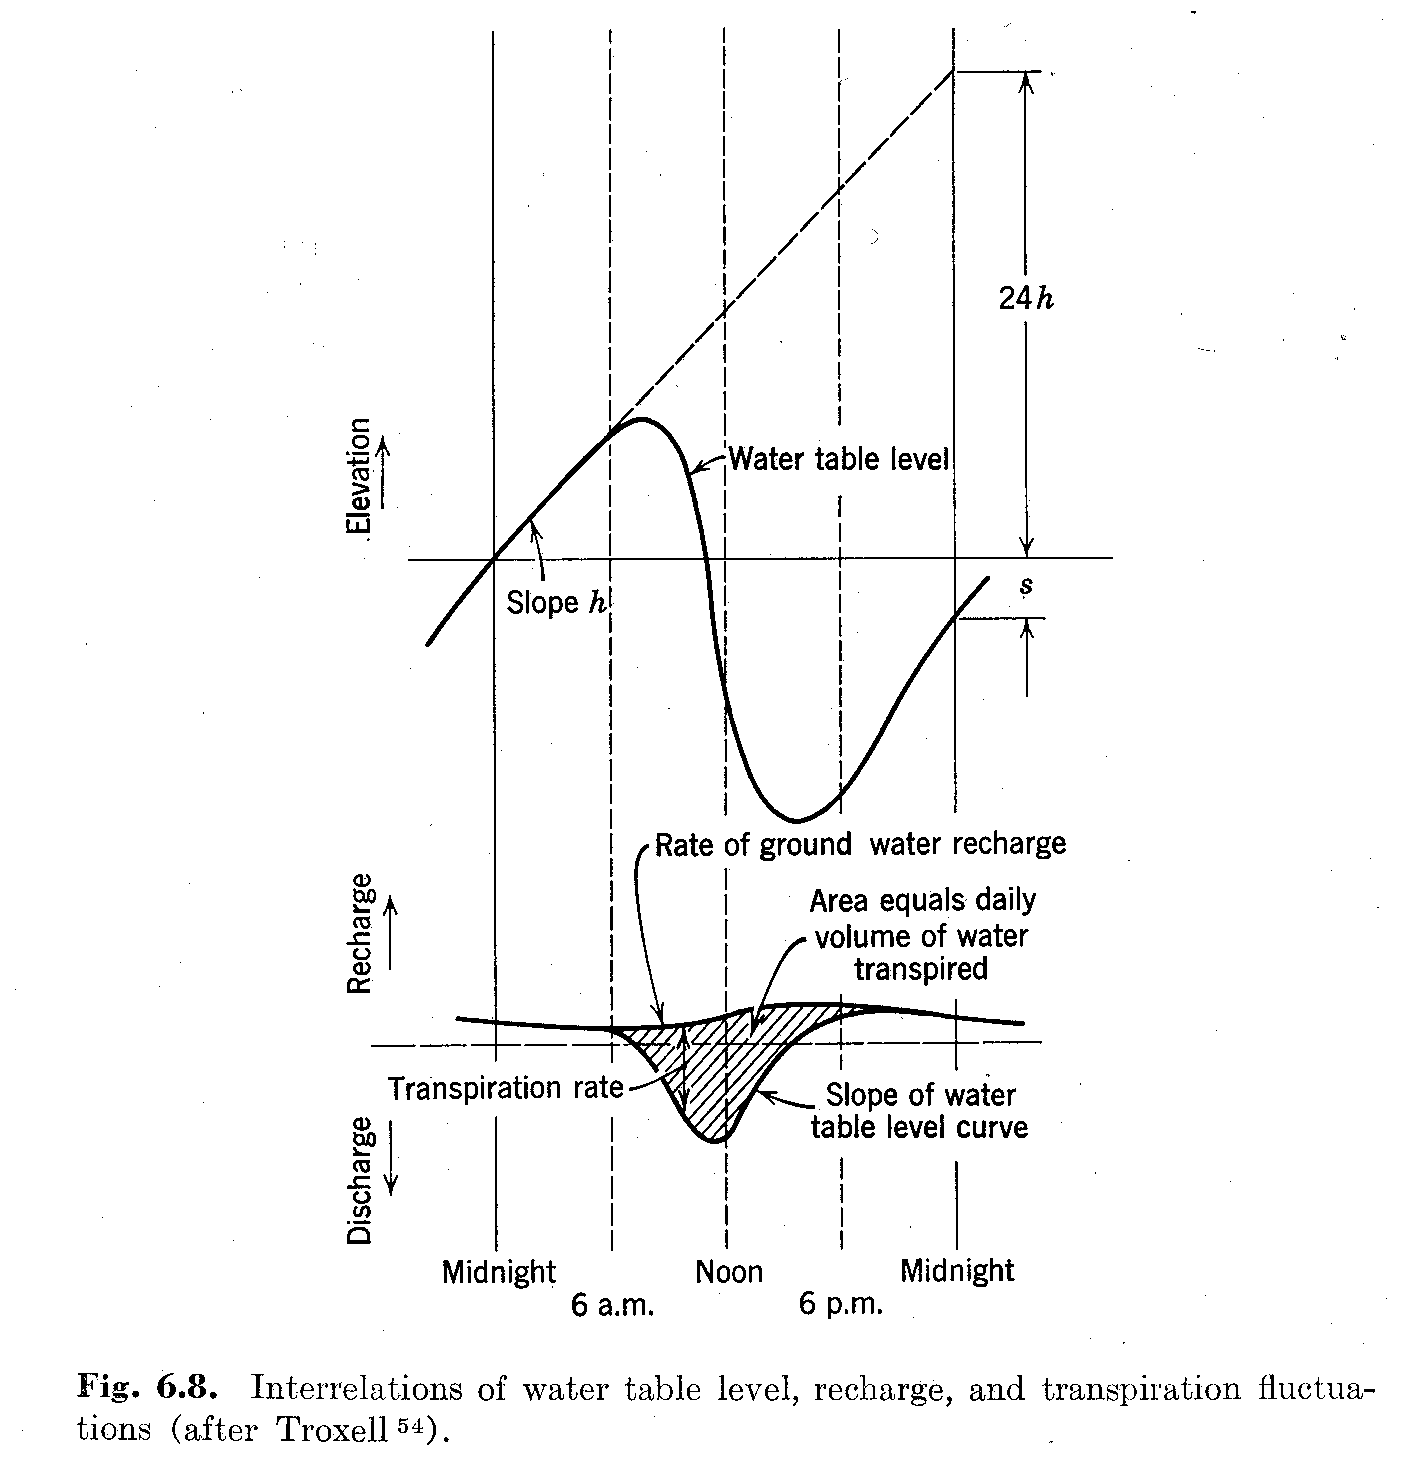 24h
Elevation
Water table level
Slope h
s
Rate of ground water recharge
Recharge
Area equals daily
volume of water
transpired
Transpiration rate
Slope of water
table level curve
Discharge
Midnight
Noon
Midnight
6 a.m.
6 p.m.
Fig. 6.8. Interrelations of water table level, recharge, and transpiration fluctua-
tions (after Troxell 54).